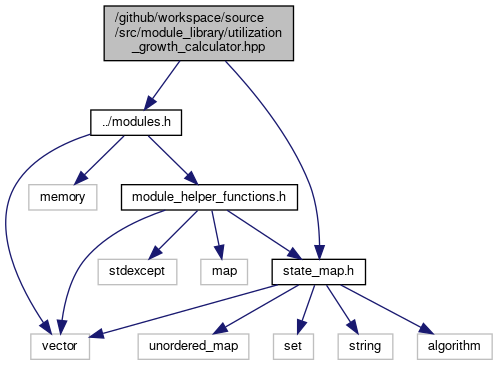 /github/workspace/source
/src/module_library/utilization
_growth_calculator.hpp
../modules.h
memory
module_helper_functions.h
stdexcept
map
state_map.h
vector
unordered_map
set
string
algorithm